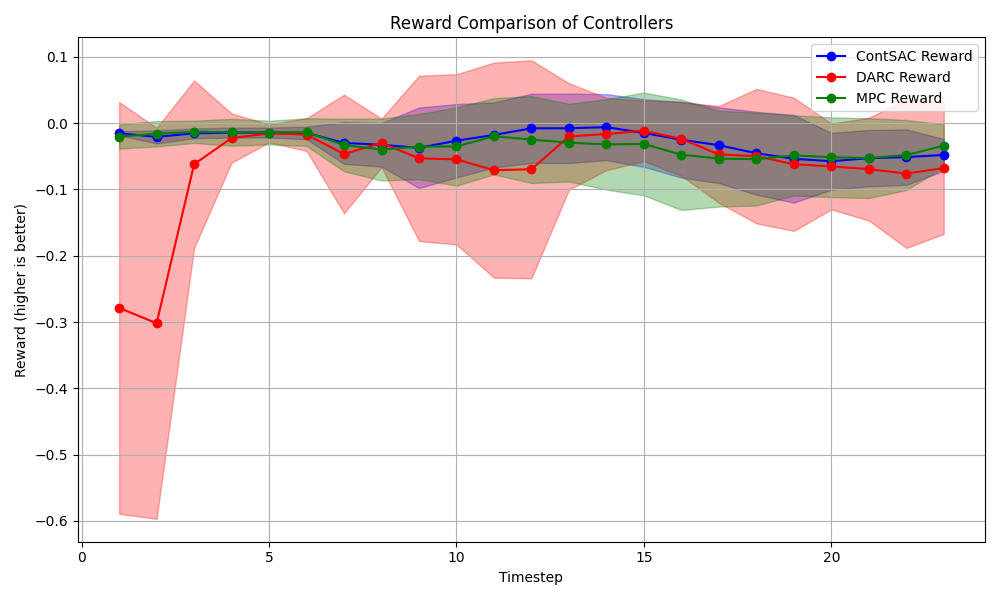 Reward Comparison of Controllers
ContSAC Reward
DARC Reward
MPC Reward
Reward (higher is better)
0.1
0.0
−0.1
−0.2
−0.3
−0.4
−0.5
−0.6
0
5
10
15
20
Timestep